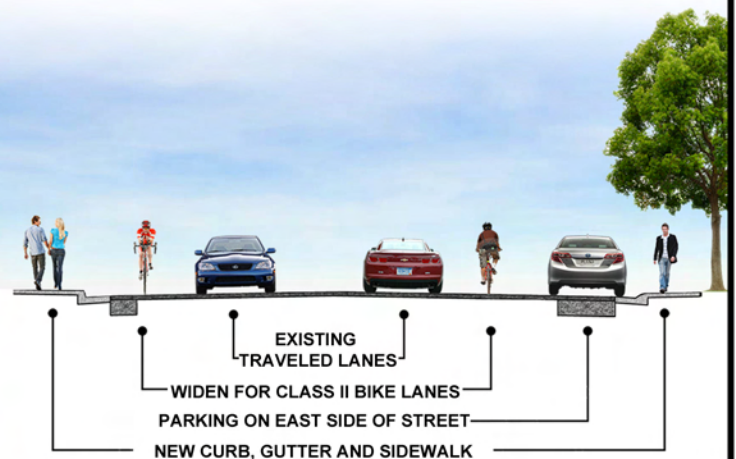 EXISTING
TRAVELED LANES
WIDEN FOR CLASS II BIKE LANES
PARKING ON EAST SIDE OF STREET
NEW CURB, GUTTER AND SIDEWALK